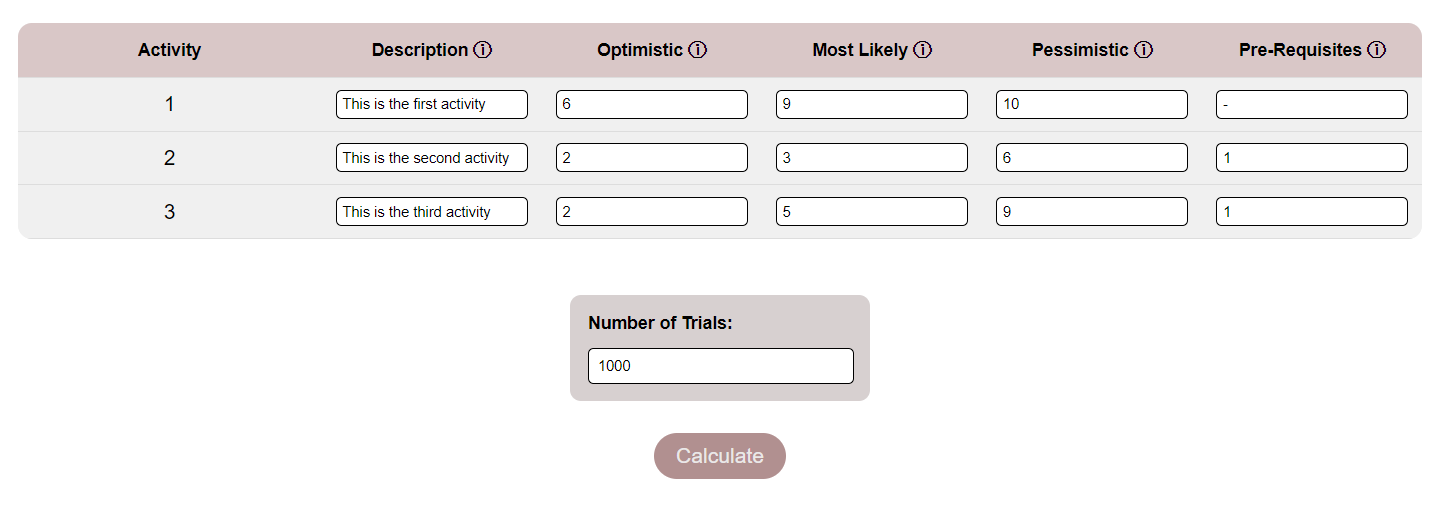 Activity Description ⓘ Optimistic ⓘ Most Likely ⓘ Pessimistic ⓘ Pre-Requisites ⓘ
1 This is the first activity 6 9 10 -
2 This is the second activity 2 3 6 1
3 This is the third activity 2 5 9 1
Number of Trials:
1000
Calculate